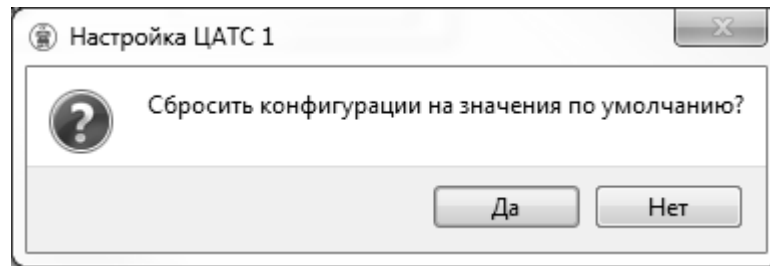 Настройка ЦАТС 1
Сбросить конфигурации на значения по умолчанию?
Да
Нет